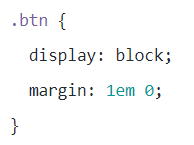 .btn {
  display: block;
  margin: 1em 0;
}